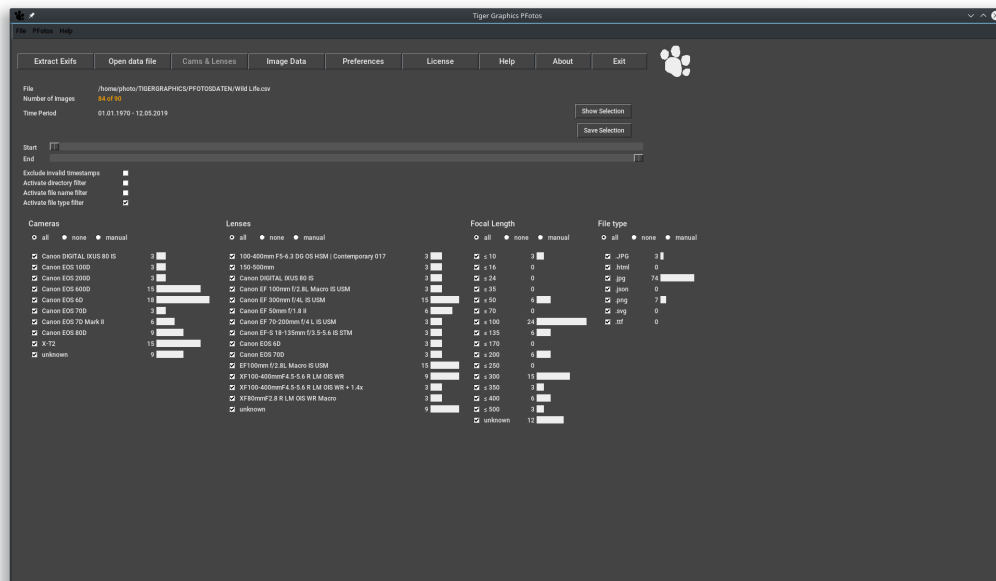 Tiger Graphics PFotos
File PFotos Help
Extract Exifs Open data file Cams & Lenses Image Data Preferences License Help About Exit
File /home/photo/TIGERGRAPHICS/PFOTOSDATEN/Wild Life.csv
Number of Images 84 of 90
Time Period 01.01.1970 - 12.05.2019
Show Selection
Save Selection
Start
End
Exclude invalid timestamps
Activate directory filter
Activate file name filter
Activate file type filter
Cameras Lenses Focal Length File type
all none manual all none manual all none manual all none manual
Canon DIGITAL IXUS 80 IS 3 100-400mm F5-6.3 DG OS HSM | Contemporary 017 3 ≤ 10 3 .JPG 3
Canon EOS 100D 3 150-500mm 3 ≤ 16 0 .html 0
Canon EOS 200D 3 Canon DIGITAL IXUS 80 IS 3 ≤ 24 0 .jpg 74
Canon EOS 600D 15 Canon EF 100mm f/2.8L Macro IS USM 3 ≤ 35 0 .json 0
Canon EOS 6D 18 Canon EF 300mm f/4L IS USM 15 ≤ 50 6 .png 7
Canon EOS 70D 3 Canon EF 50mm f/1.8 II 6 ≤ 70 0 .svg 0
Canon EOS 7D Mark II 6 Canon EF 70-200mm f/4 L IS USM 3 ≤ 100 24 .ttf 0
Canon EOS 80D 9 Canon EF-S 18-135mm f/3.5-5.6 IS STM 3 ≤ 135 6
X-T2 15 Canon EOS 6D 3 ≤ 170 0
unknown 9 Canon EOS 70D 3 ≤ 200 6
EF100mm f/2.8L Macro IS USM 15 ≤ 250 0
XF100-400mmF4.5-5.6 R LM OIS WR 9 ≤ 300 15
XF100-400mmF4.5-5.6 R LM OIS WR + 1.4x 3 ≤ 350 3
XF80mmF2.8 R LM OIS WR Macro 3 ≤ 400 6
unknown 9 ≤ 500 3
unknown 12